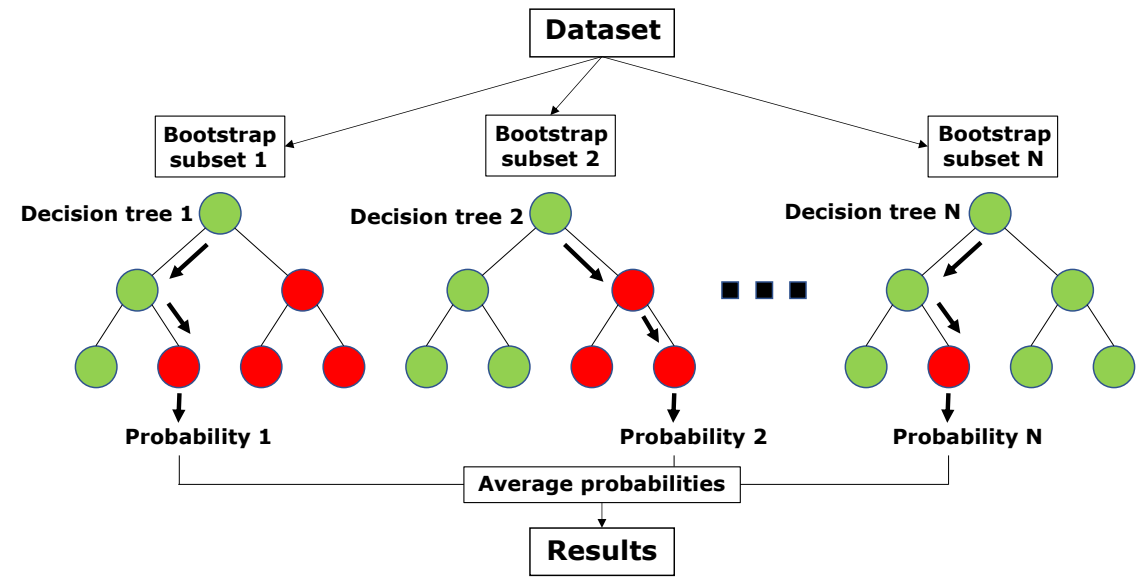 Dataset
Bootstrap
subset 1
Bootstrap
subset 2
Bootstrap
subset N
Decision tree 1
Decision tree 2
Decision tree N
Probability 1
Probability 2
Probability N
Average probabilities
Results